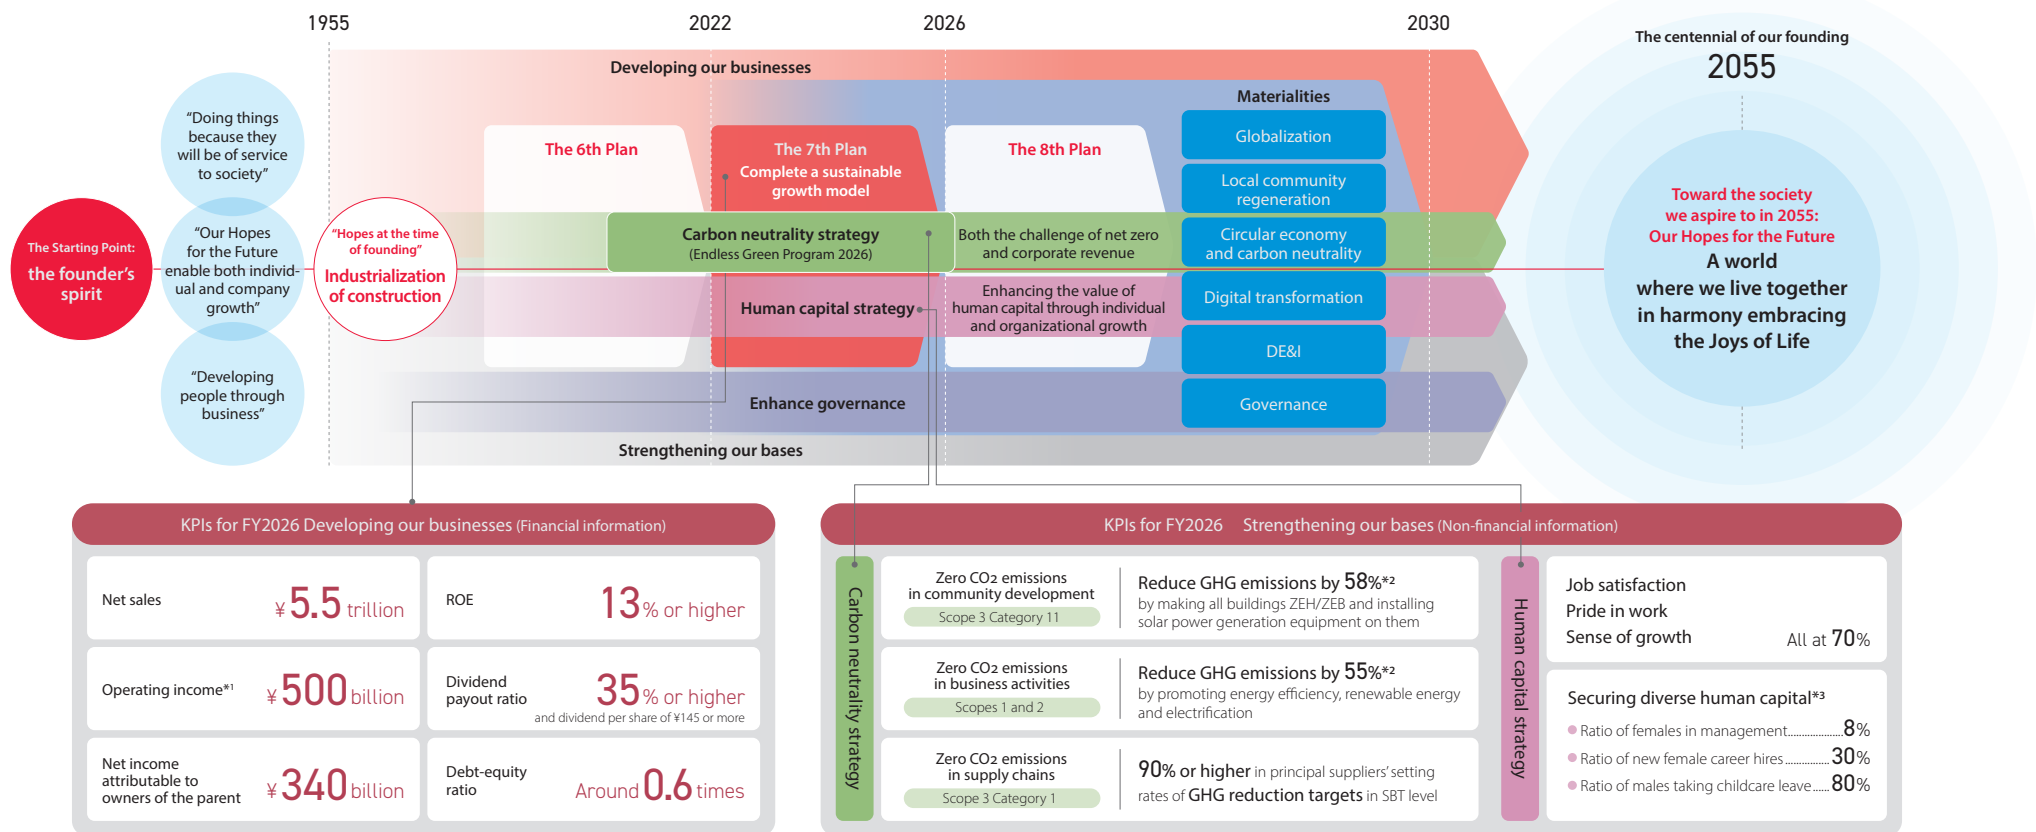 1955
2022
2026
2030
The centennial of our founding
2055
Developing our businesses
Materialities
“Doing things
because they
will be of service
to society”
“Our Hopes
for the Future
enable both individ-
ual and company
growth”
“Developing
people through
business”
The Starting Point:
the founder’s
spirit
“Hopes at the time
of founding”
Industrialization
of construction
The 6th Plan
The 7th Plan
Complete a sustainable
growth model
The 8th Plan
Carbon neutrality strategy
(Endless Green Program 2026)
Both the challenge of net zero
and corporate revenue
Human capital strategy
Enhancing the value of
human capital through individual
and organizational growth
Enhance governance
Strengthening our bases
Globalization
Local community
regeneration
Circular economy
and carbon neutrality
Digital transformation
DE&I
Governance
Toward the society
we aspire to in 2055:
Our Hopes for the Future
A world
where we live together
in harmony embracing
the Joys of Life
KPIs for FY2026 Developing our businesses (Financial information)
Net sales
¥5.5 trillion
ROE
13% or higher
Operating income*1
¥500 billion
Dividend
payout ratio
35% or higher
and dividend per share of ¥145 or more
Net income
attributable to
owners of the parent
¥340 billion
Debt-equity
ratio
Around 0.6 times
KPIs for FY2026 Strengthening our bases (Non-financial information)
Carbon neutrality strategy
Zero CO2 emissions
in community development
Scope 3 Category 11
Reduce GHG emissions by 58%*2
by making all buildings ZEH/ZEB and installing
solar power generation equipment on them
Zero CO2 emissions
in business activities
Scopes 1 and 2
Reduce GHG emissions by 55%*2
by promoting energy efficiency, renewable energy
and electrification
Zero CO2 emissions
in supply chains
Scope 3 Category 1
90% or higher in principal suppliers’ setting
rates of GHG reduction targets in SBT level
Human capital strategy
Job satisfaction
Pride in work
Sense of growth
All at 70%
Securing diverse human capital*3
Ratio of females in management....................8%
Ratio of new female career hires................30%
Ratio of males taking childcare leave......80%